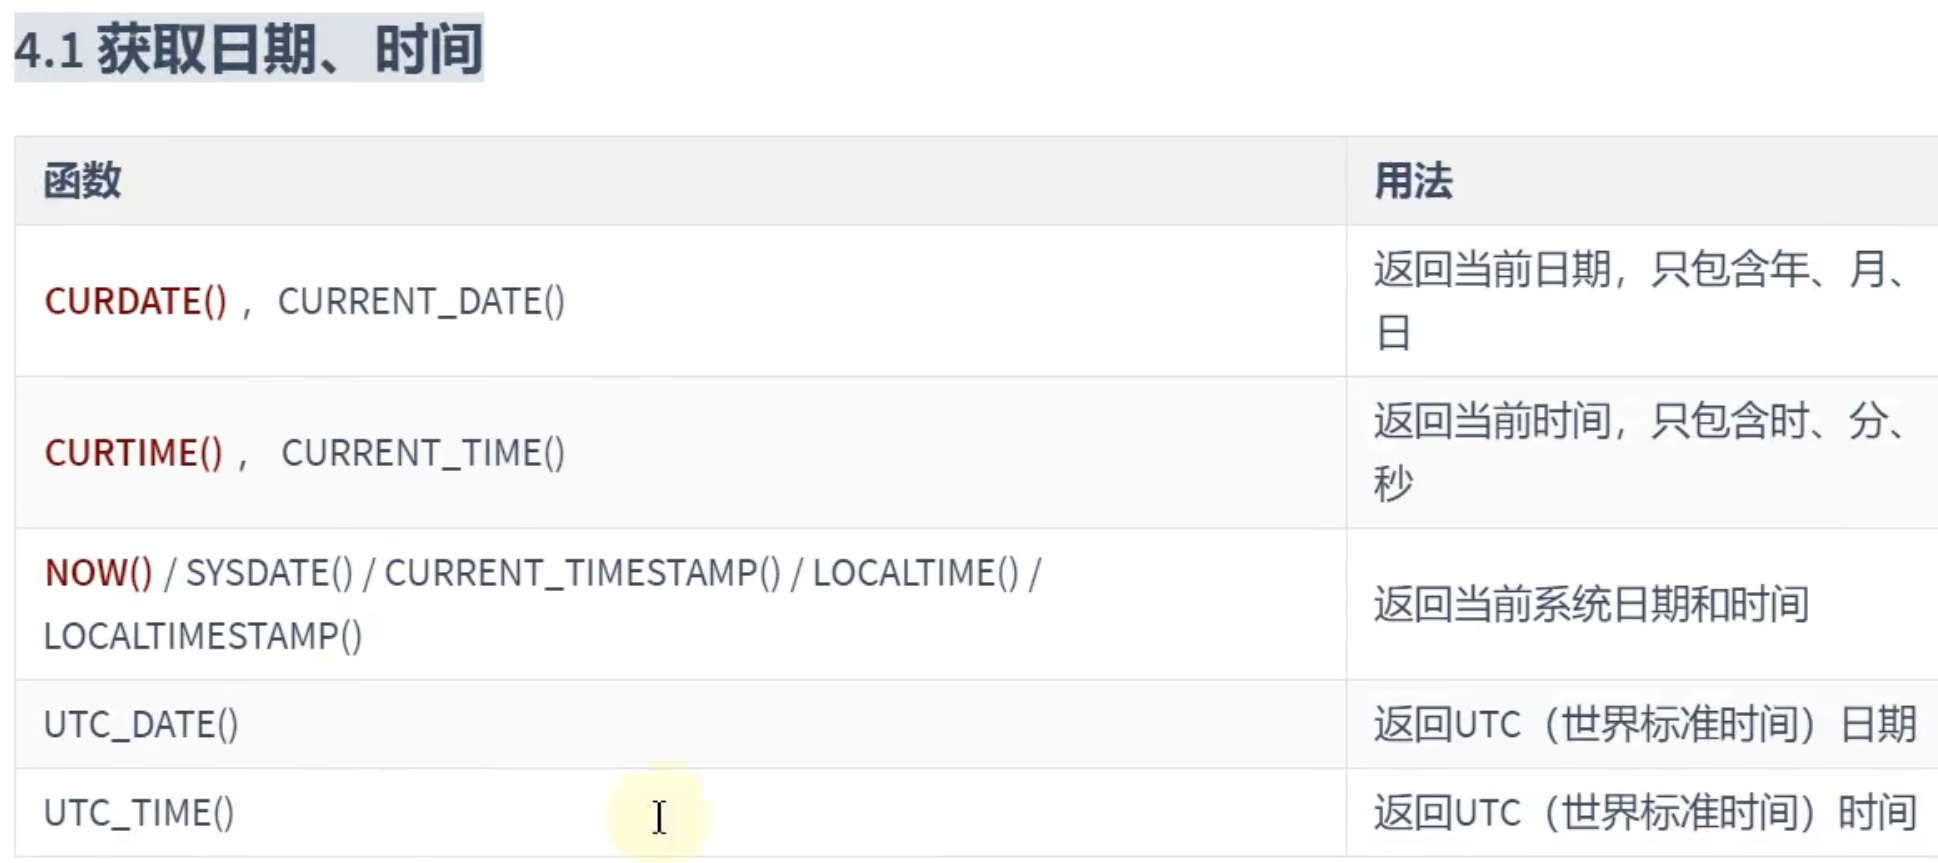 4.1 获取日期、时间
函数
用法
CURDATE() ，CURRENT_DATE()
返回当前日期，只包含年、月、
日
CURTIME() ， CURRENT_TIME()
返回当前时间，只包含时、分、
秒
NOW() / SYSDATE() / CURRENT_TIMESTAMP() / LOCALTIME() /
LOCALTIMESTAMP()
返回当前系统日期和时间
UTC_DATE()
返回UTC（世界标准时间）日期
UTC_TIME()
返回UTC（世界标准时间）时间